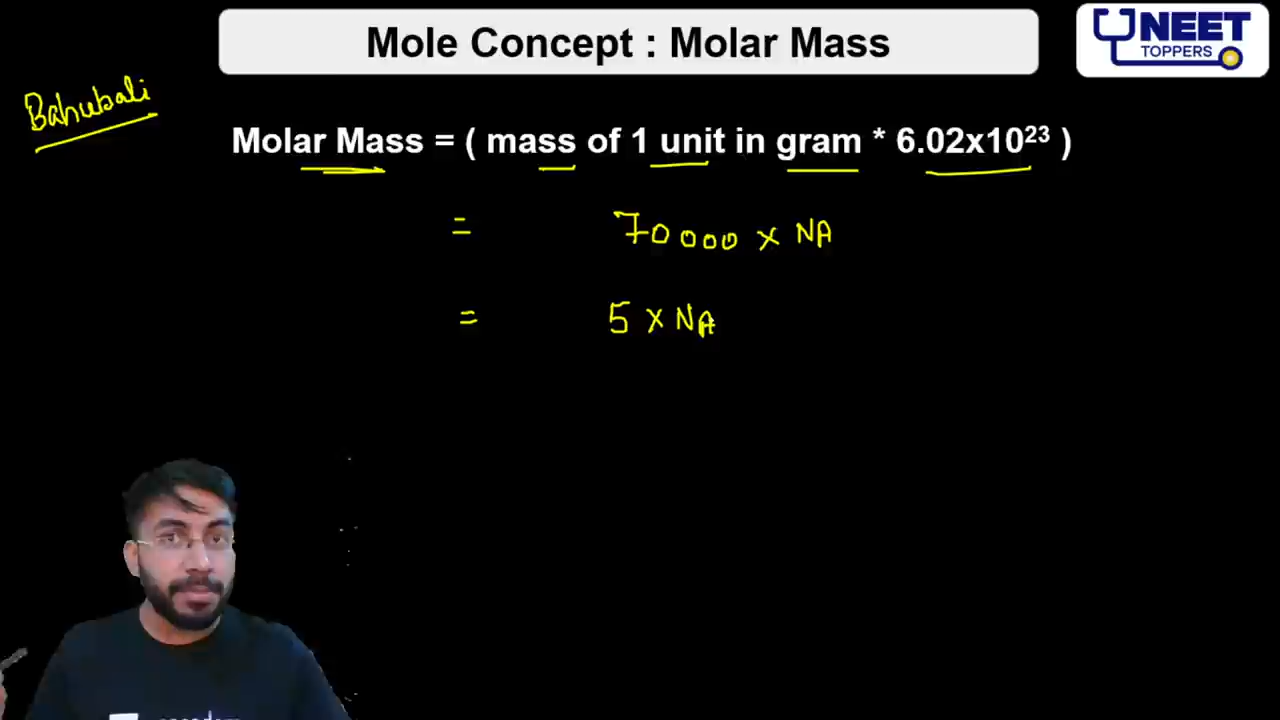 Mole Concept : Molar Mass
NEET
TOPPERS
Bahubali
Molar Mass = ( mass of 1 unit in gram * 6.02x10²³ )
= 70000 x NA
= 5 x NA